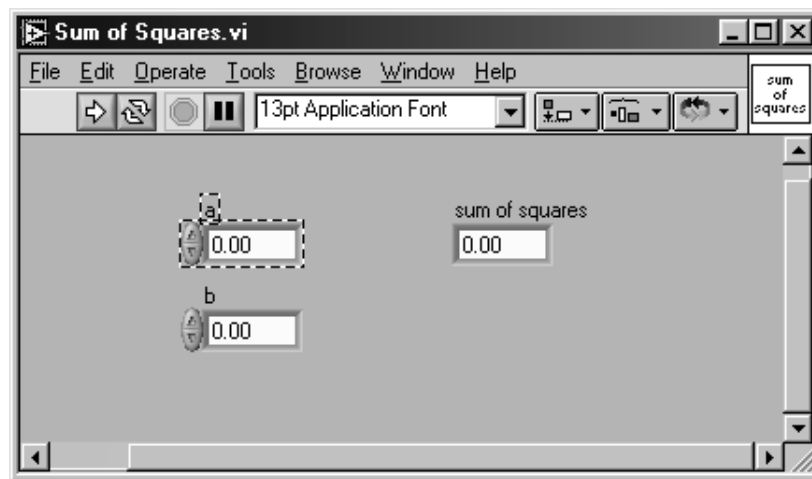 Sum of Squares.vi
File Edit Operate Tools Browse Window Help
sum
of
squares
13pt Application Font
a
0.00
sum of squares
0.00
b
0.00